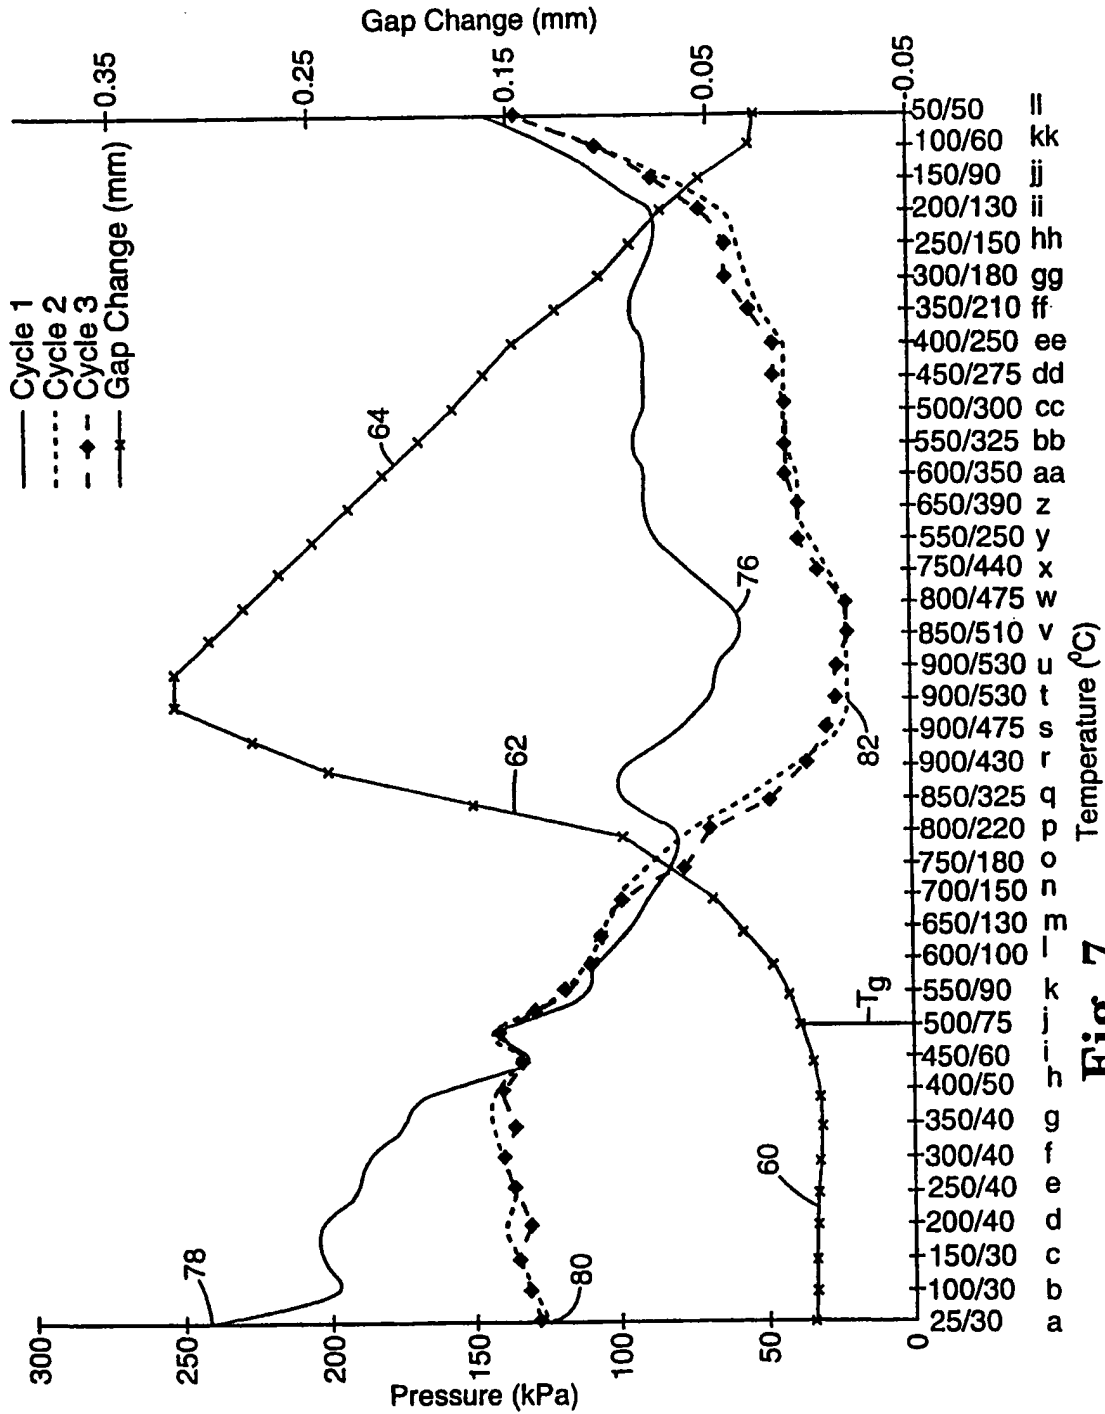 Cycle 1
Cycle 2
Cycle 3
Gap Change (mm)
Pressure (kPa)
300
250
200
150
100
50
0
Gap Change (mm)
0.35
0.25
0.15
0.05
-0.05
78
80
60
62
64
76
82
Tg
25/30 a
100/30 b
150/30 c
200/40 d
250/40 e
300/40 f
350/40 g
400/50 h
450/60 i
500/75 j
550/90 k
600/100 l
650/130 m
700/150 n
750/180 o
800/220 p
850/325 q
900/430 r
900/475 s
900/530 t
900/530 u
850/510 v
800/475 w
750/440 x
550/250 y
650/390 z
600/350 aa
550/325 bb
500/300 cc
450/275 dd
400/250 ee
350/210 ff
300/180 gg
250/150 hh
200/130 ii
150/90 jj
100/60 kk
50/50 ll
Temperature (⁰C)
Fig. 7